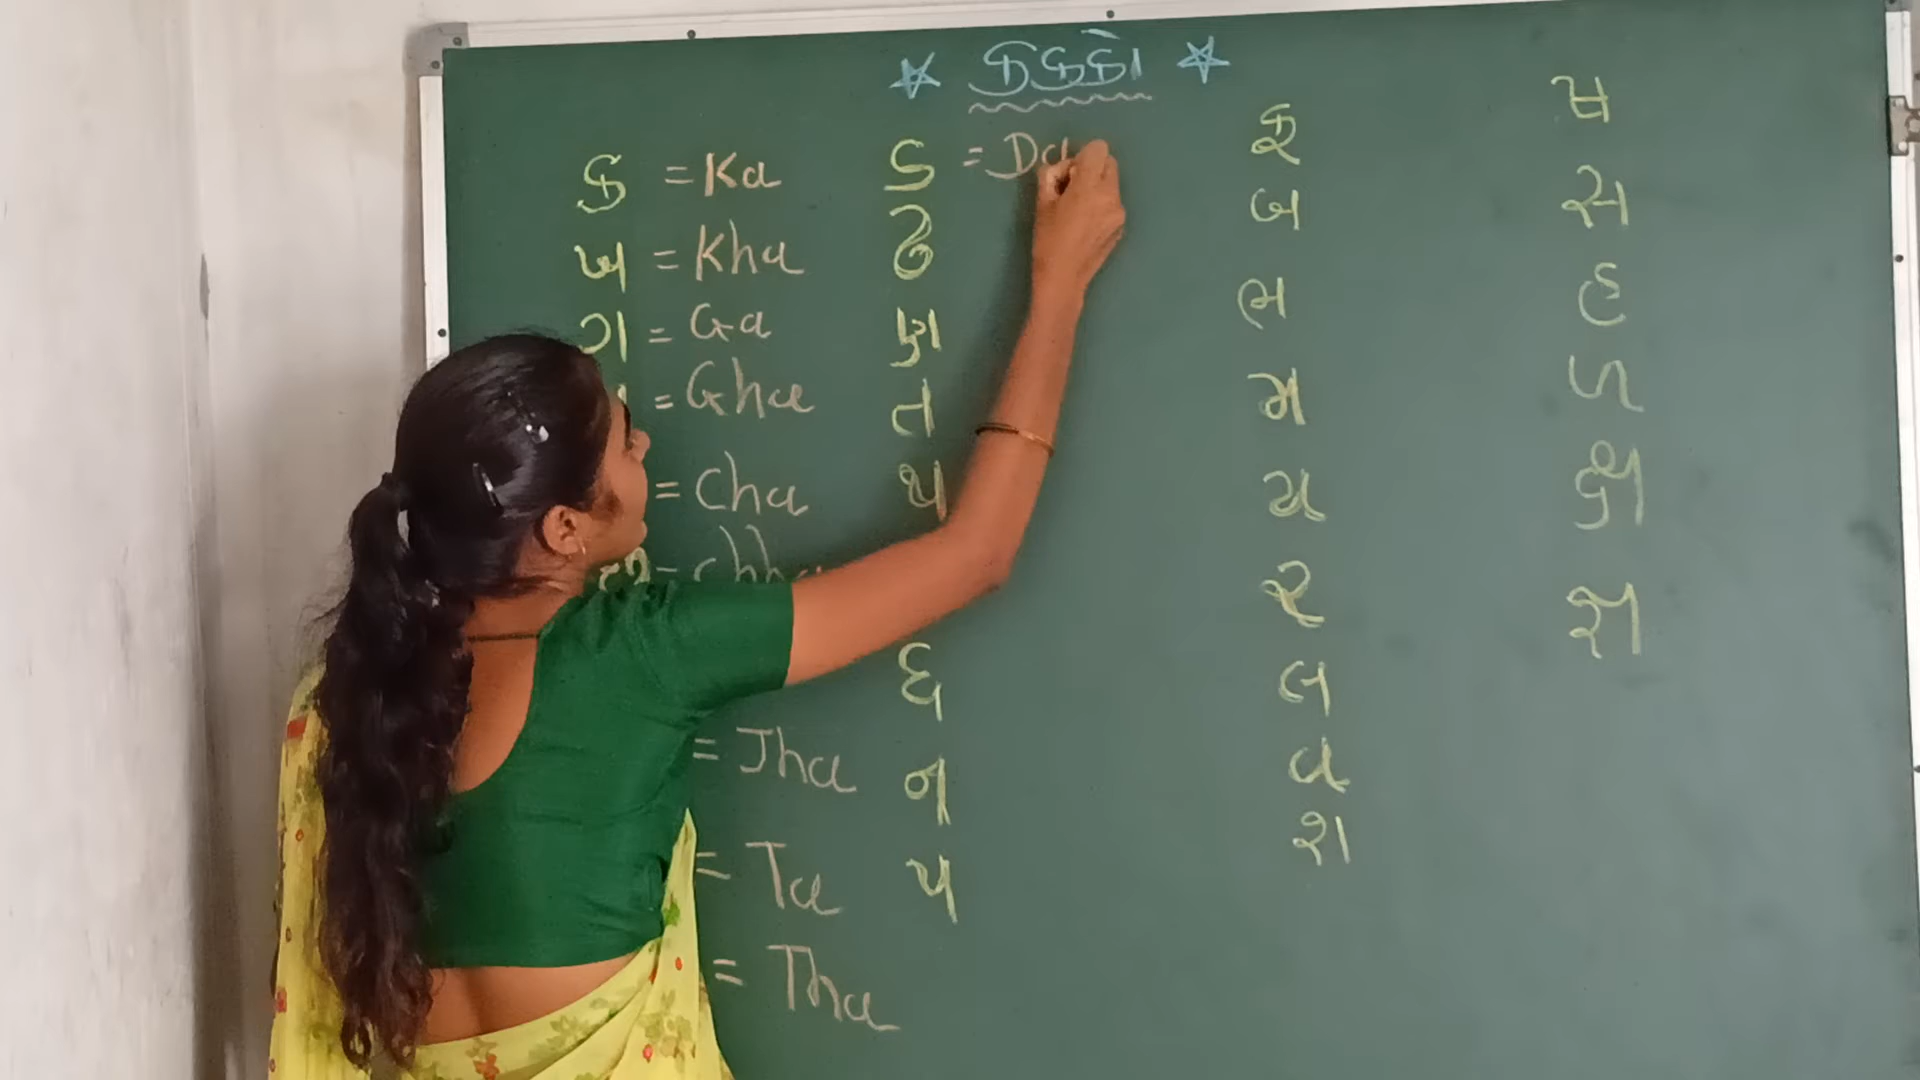 ☆ કક્કો ☆
ક = Ka
ખ = Kha
ગ = Ga
= Gha
= Cha
છ = Chha
= Jha
= Ta
= Tha
ડ = Da
ઢ
ણ
ત
થ
ધ
ન
પ
ફ
બ
ભ
મ
ય
ર
લ
વ
શ
ષ
સ
હ
ળ
ક્ષ
જ્ઞ